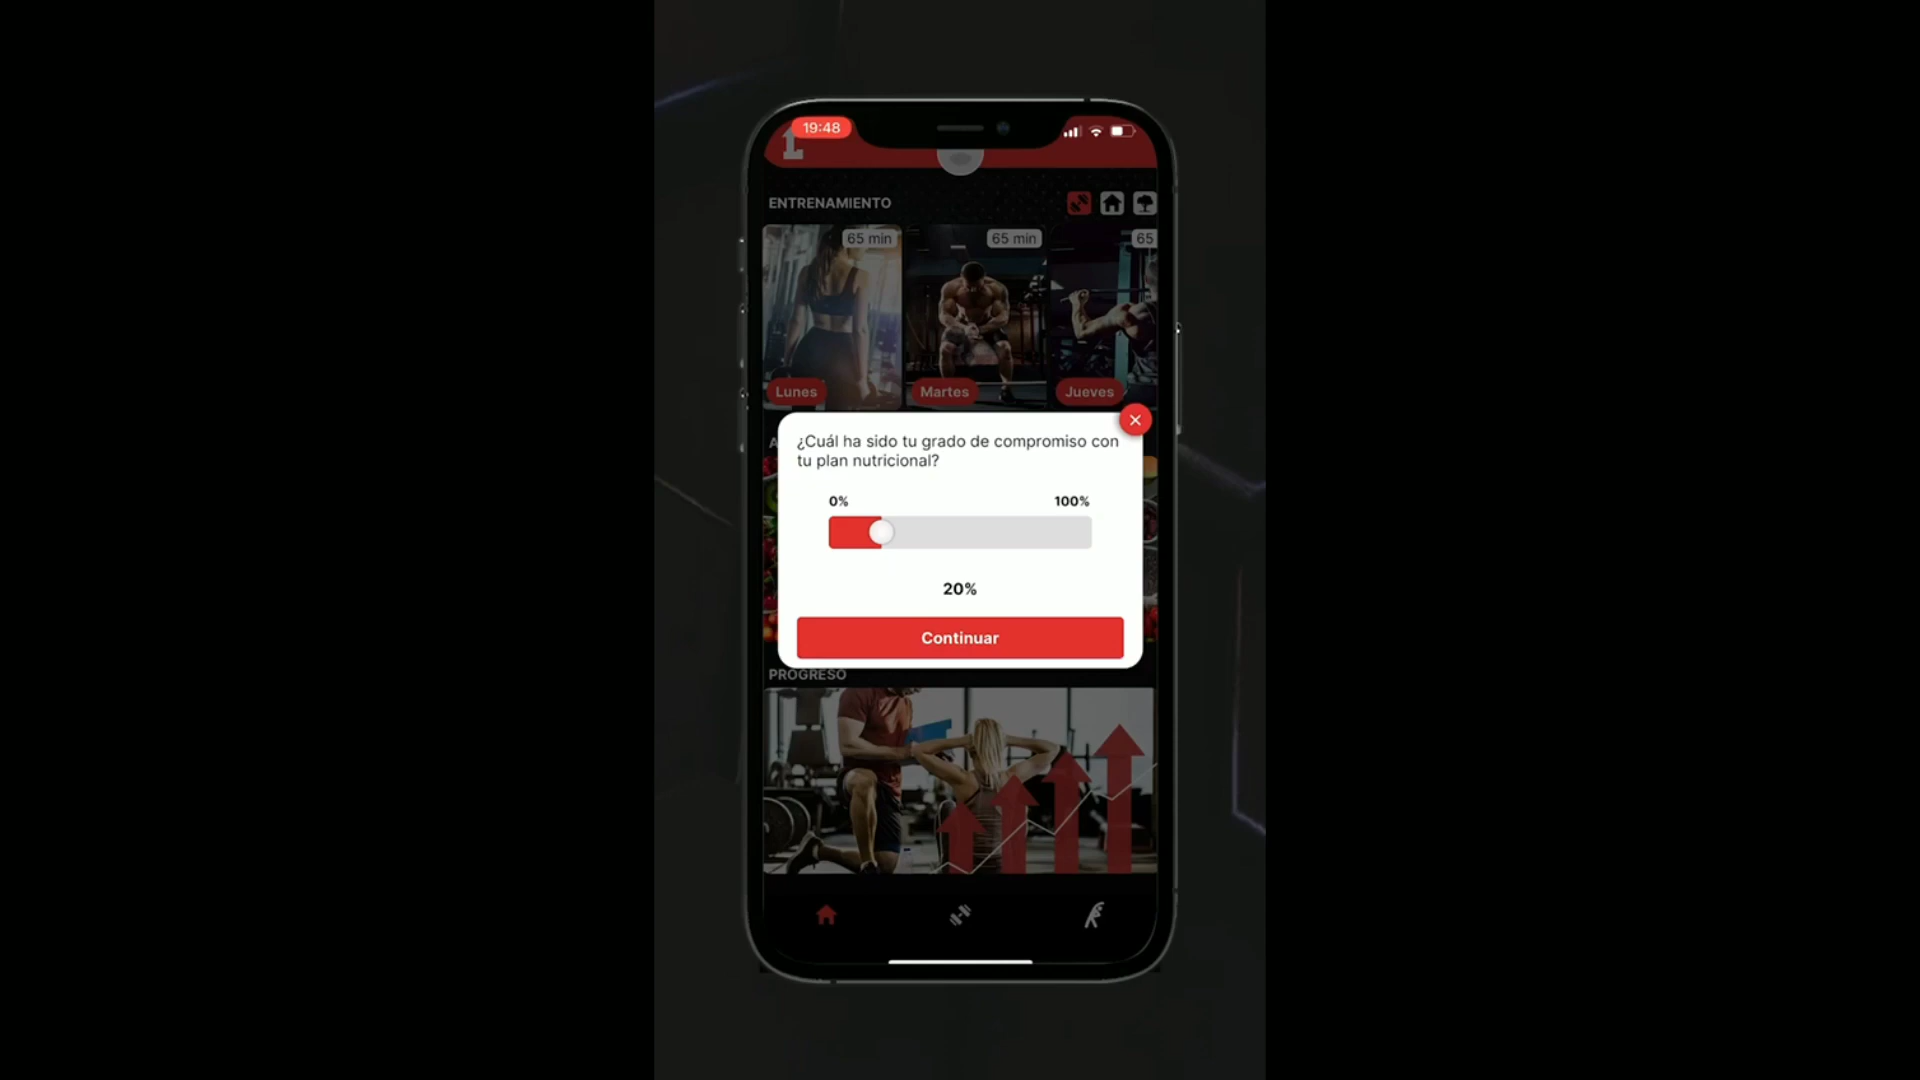 19:48
ENTRENAMIENTO
65 min
65 min
65
Lunes
Martes
Jueves
A
¿Cuál ha sido tu grado de compromiso con
tu plan nutricional?
0%
100%
20%
Continuar
PROGRESO